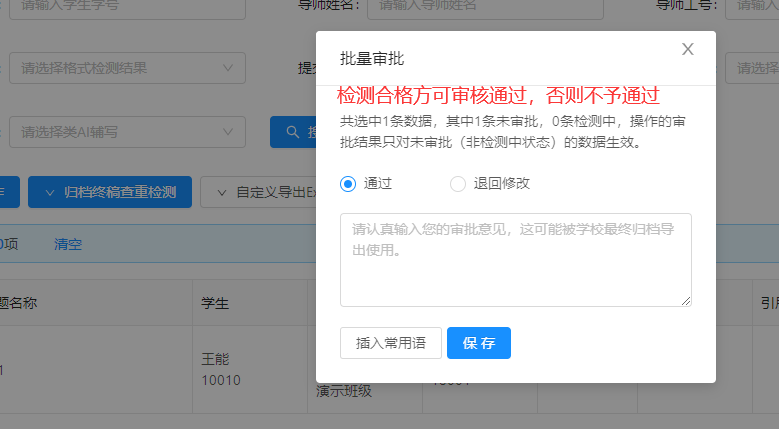 请输入学生学号
导师姓名:
请输入导师姓名
导师工号:
请输入
批量审批
检测合格方可审核通过，否则不予通过
请选择格式检测结果
请选择
共选中1条数据，其中1条未审批，0条检测中，操作的审
批结果只对未审批（非检测中状态）的数据生效。
请选择类AI辅写
通过
退回修改
归档终稿查重检测
自定义导出E
请认真输入您的审批意见，这可能被学校最终归档导
出使用。
0项
清空
题名称
学生
插入常用语
保 存
王能
10010
演示班级